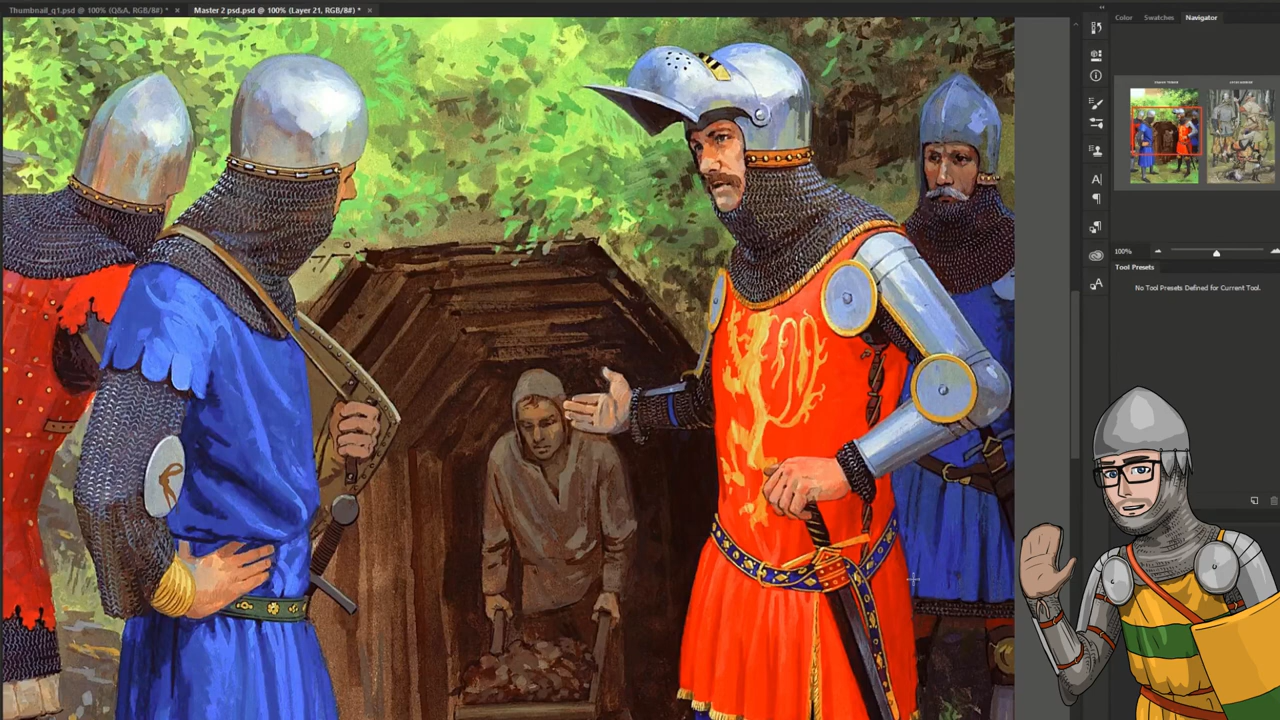 Thumbnail_q1.psd @ 100% (Q&A, RGB/8#) * ×
Master 2 psd.psd @ 100% (Layer 21, RGB/8#) * ×
Color Swatches Navigator
100%
Tool Presets
No Tool Presets Defined for Current Tool.